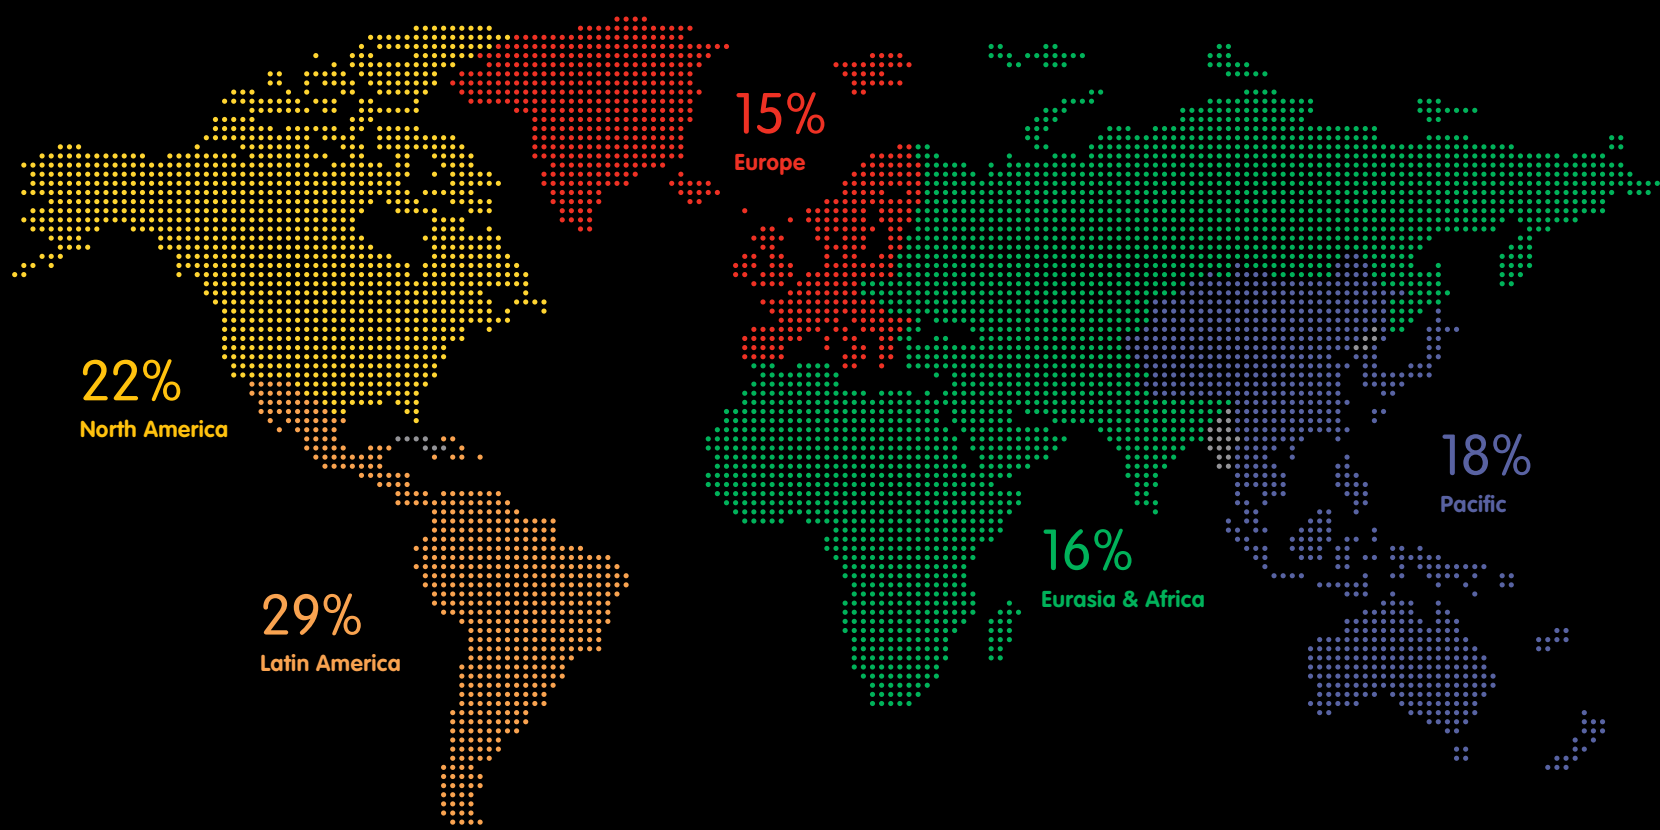 15%
Europe
22%
North America
18%
Pacific
16%
Eurasia & Africa
29%
Latin America